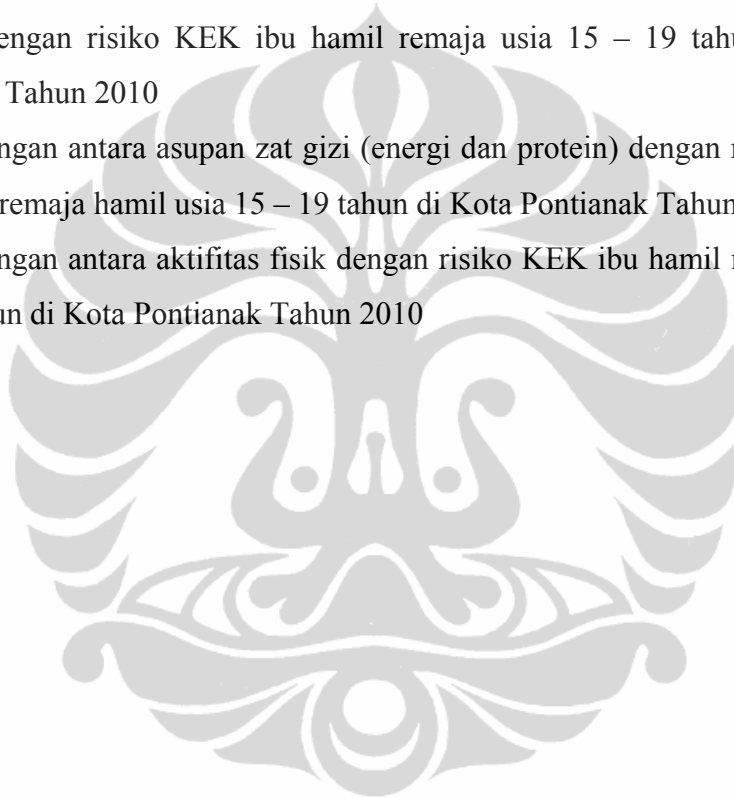 engan risiko KEK ibu hamil remaja usia 15 – 19 tahu
Tahun 2010
ngan antara asupan zat gizi (energi dan protein) dengan
remaja hamil usia 15 – 19 tahun di Kota Pontianak Tahun
ngan antara aktifitas fisik dengan risiko KEK ibu hamil
un di Kota Pontianak Tahun 2010